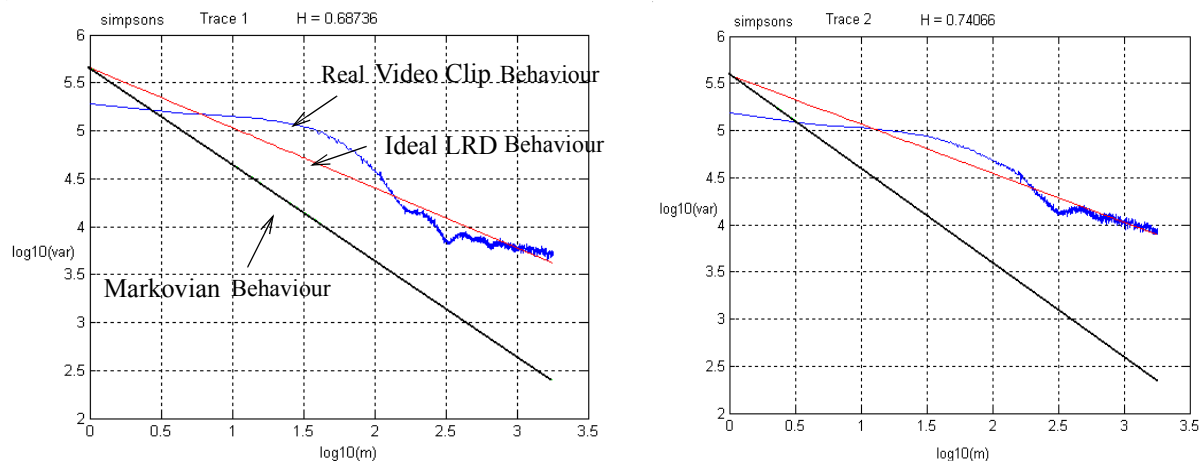 simpsons Trace 1 H = 0.68736
6
5.5
5
4.5
4
3.5
3
2.5
2
log10(var)
Real Video Clip Behaviour
Ideal LRD Behaviour
Markovian Behaviour
0 0.5 1 1.5 2 2.5 3 3.5
log10(m)
simpsons Trace 2 H = 0.74066
6
5.5
5
4.5
log10(var)
4
3.5
3
2.5
2
0 0.5 1 1.5 2 2.5 3 3.5
log10(m)